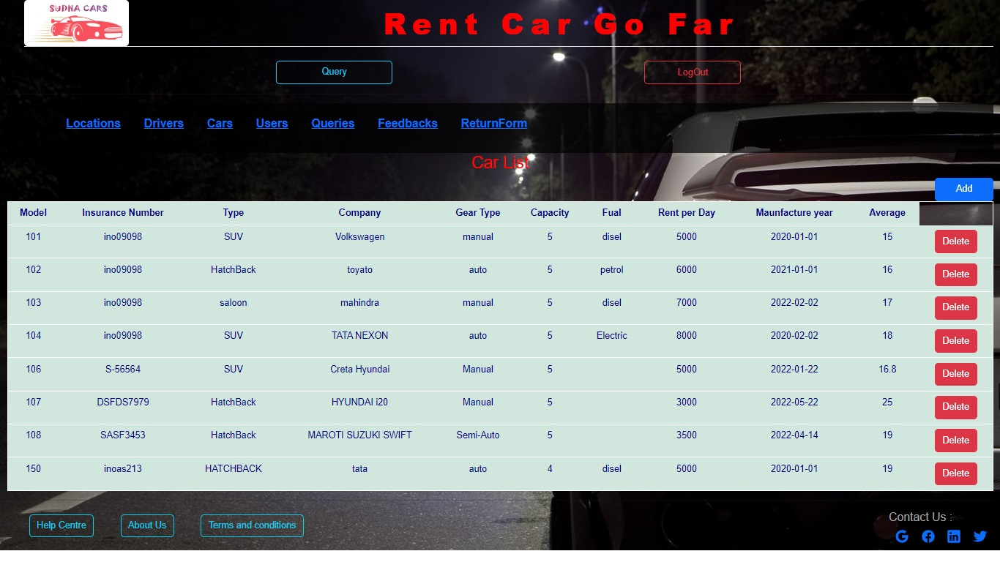 SUDHA CARS
Rent Car Go Far
Query LogOut
Locations Drivers Cars Users Queries Feedbacks ReturnForm
Car List
Add
Model Insurance Number Type Company Gear Type Capacity Fual Rent per Day Maunfacture year Average
101 ino09098 SUV Volkswagen manual 5 disel 5000 2020-01-01 15 Delete
102 ino09098 HatchBack toyato auto 5 petrol 6000 2021-01-01 16 Delete
103 ino09098 saloon mahindra manual 5 disel 7000 2022-02-02 17 Delete
104 ino09098 SUV TATA NEXON auto 5 Electric 8000 2020-02-02 18 Delete
106 S-56564 SUV Creta Hyundai Manual 5 5000 2022-01-22 16.8 Delete
107 DSFDS7979 HatchBack HYUNDAI i20 Manual 5 3000 2022-05-22 25 Delete
108 SASF3453 HatchBack MAROTI SUZUKI SWIFT Semi-Auto 5 3500 2022-04-14 19 Delete
150 inoas213 HATCHBACK tata auto 4 disel 5000 2020-01-01 19 Delete
Help Centre About Us Terms and conditions Contact Us :